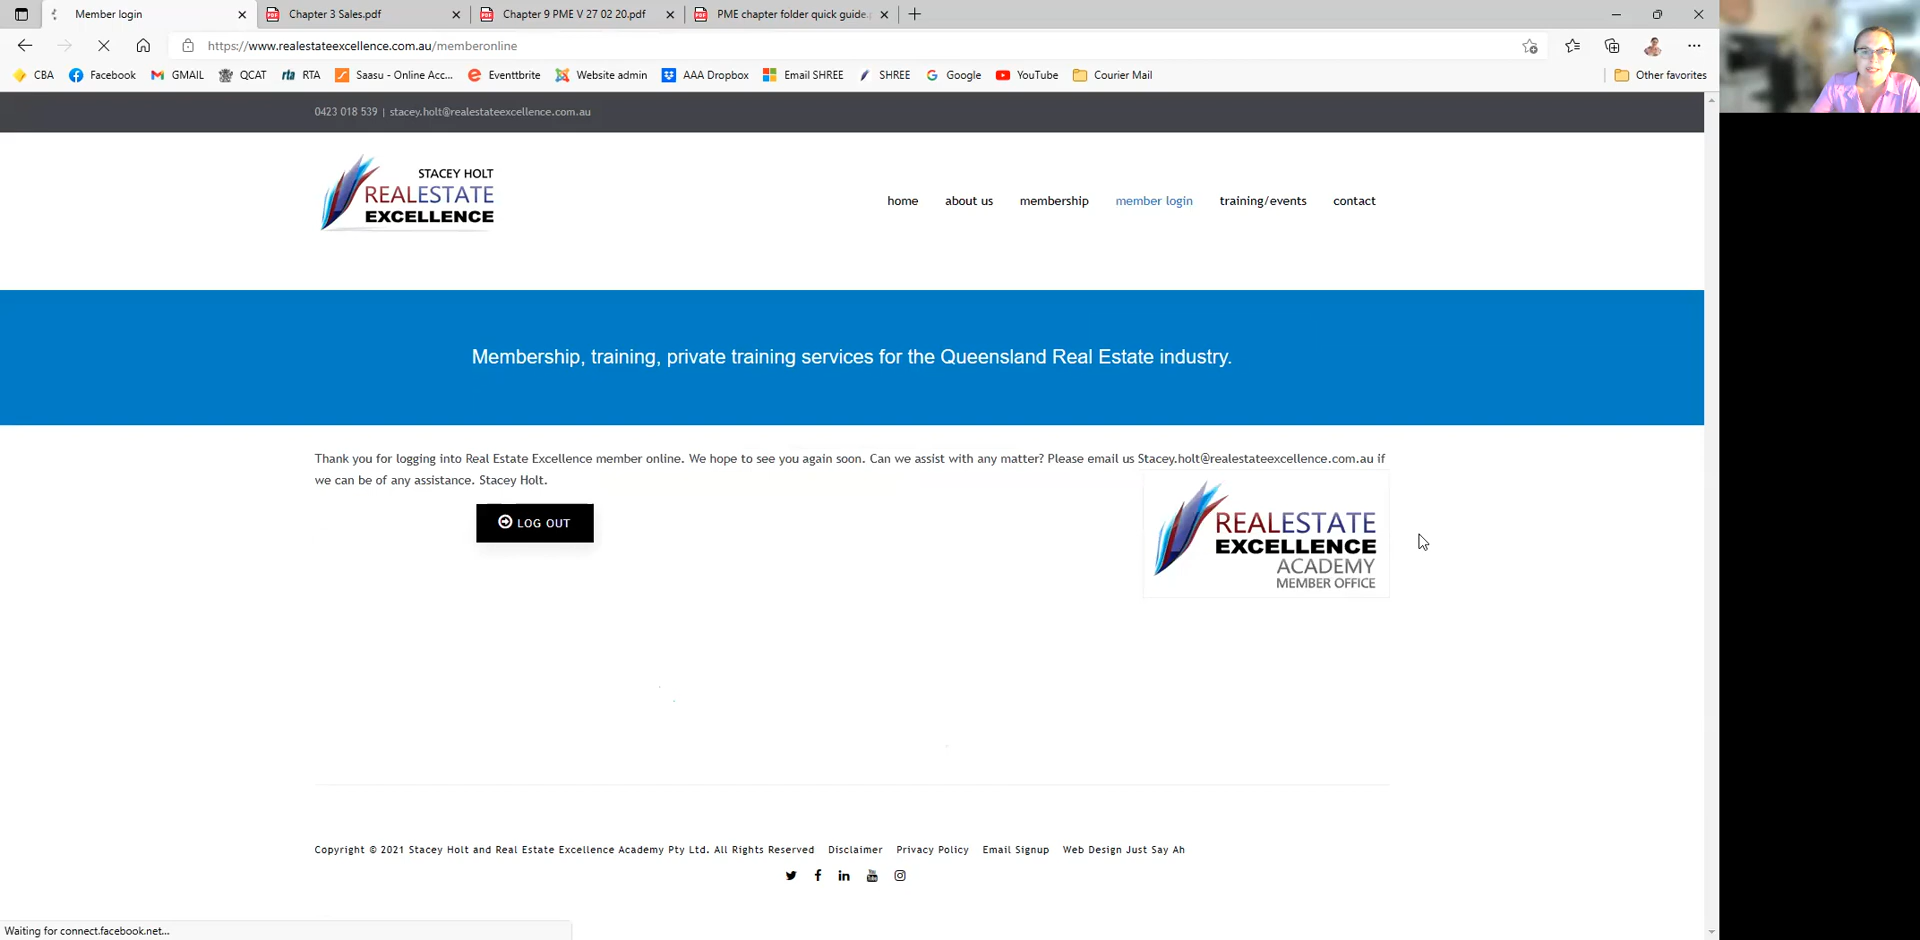 Member login
Chapter 3 Sales.pdf
Chapter 9 PME V 27 02 20.pdf
PME chapter folder quick guide.p
https://www.realestateexcellence.com.au/memberonline
CBA
Facebook
GMAIL
QCAT
rta RTA
Saasu - Online Acc...
Eventtbrite
Website admin
AAA Dropbox
Email SHREE
SHREE
Google
YouTube
Courier Mail
Other favorites
0423 018 539 | stacey.holt@realestateexcellence.com.au
STACEY HOLT
REALESTATE
EXCELLENCE
home
about us
membership
member login
training/events
contact
Membership, training, private training services for the Queensland Real Estate industry.
Thank you for logging into Real Estate Excellence member online. We hope to see you again soon. Can we assist with any matter? Please email us Stacey.holt@realestateexcellence.com.au if
we can be of any assistance. Stacey Holt.
LOG OUT
REALESTATE
EXCELLENCE
ACADEMY
MEMBER OFFICE
Copyright © 2021 Stacey Holt and Real Estate Excellence Academy Pty Ltd. All Rights Reserved
Disclaimer
Privacy Policy
Email Signup
Web Design Just Say Ah
Waiting for connect.facebook.net...